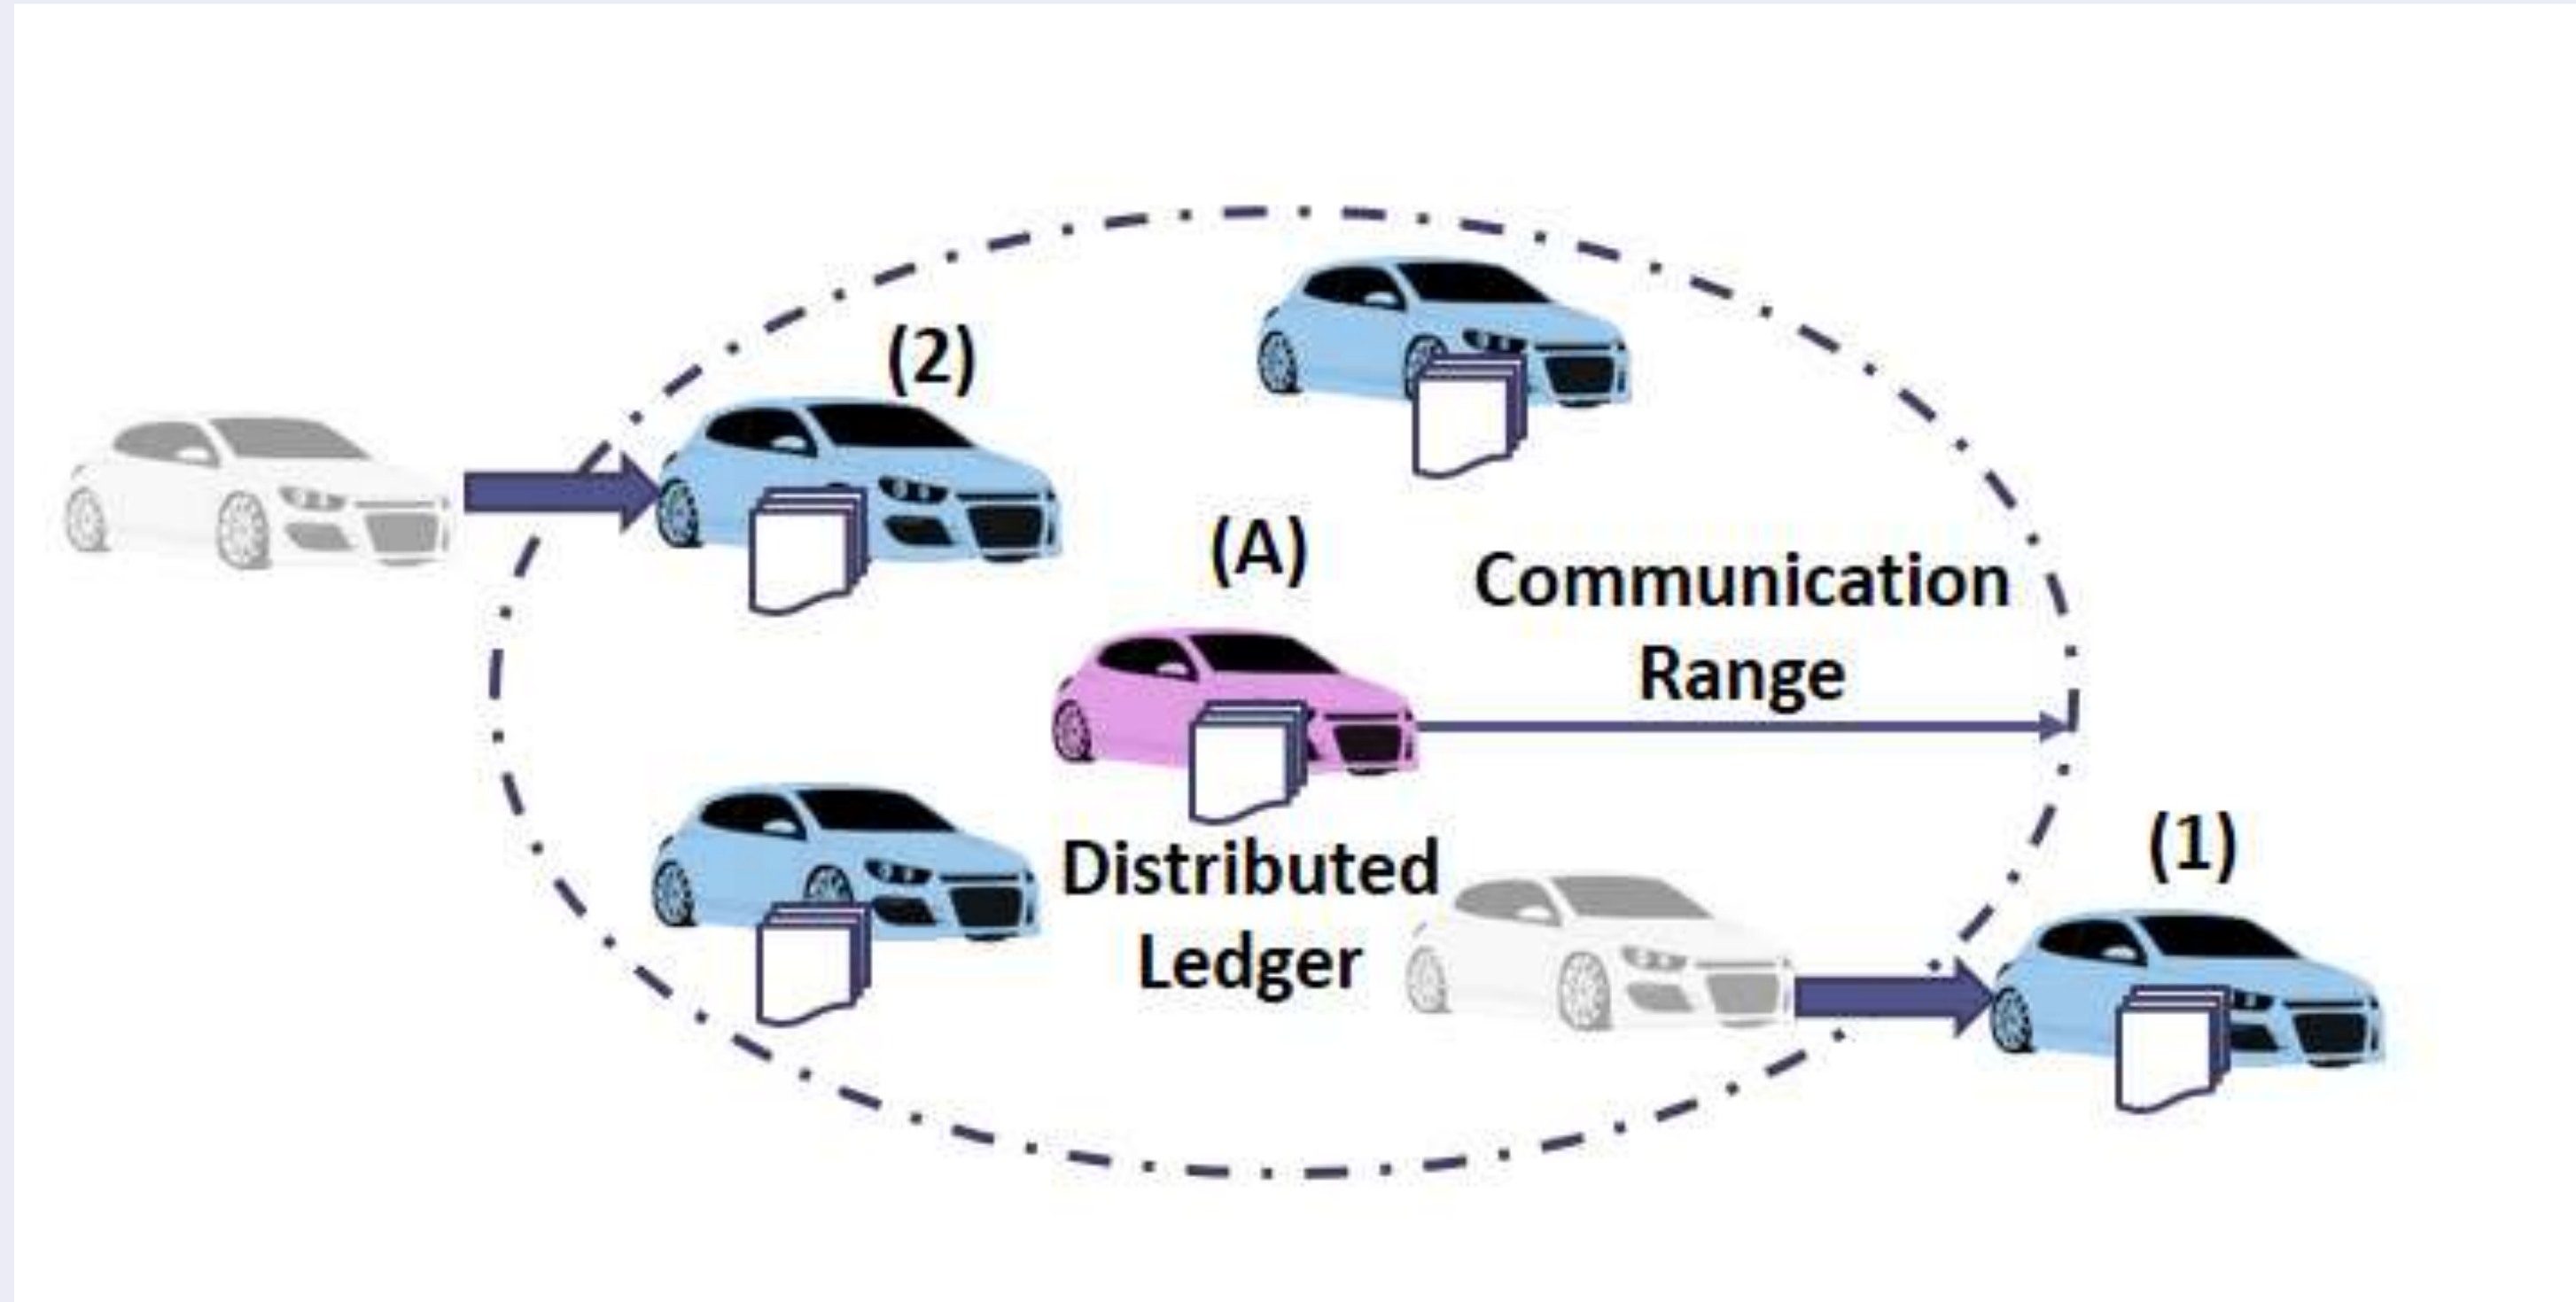 (2)
(A)
Communication
Range
Distributed
Ledger
(1)